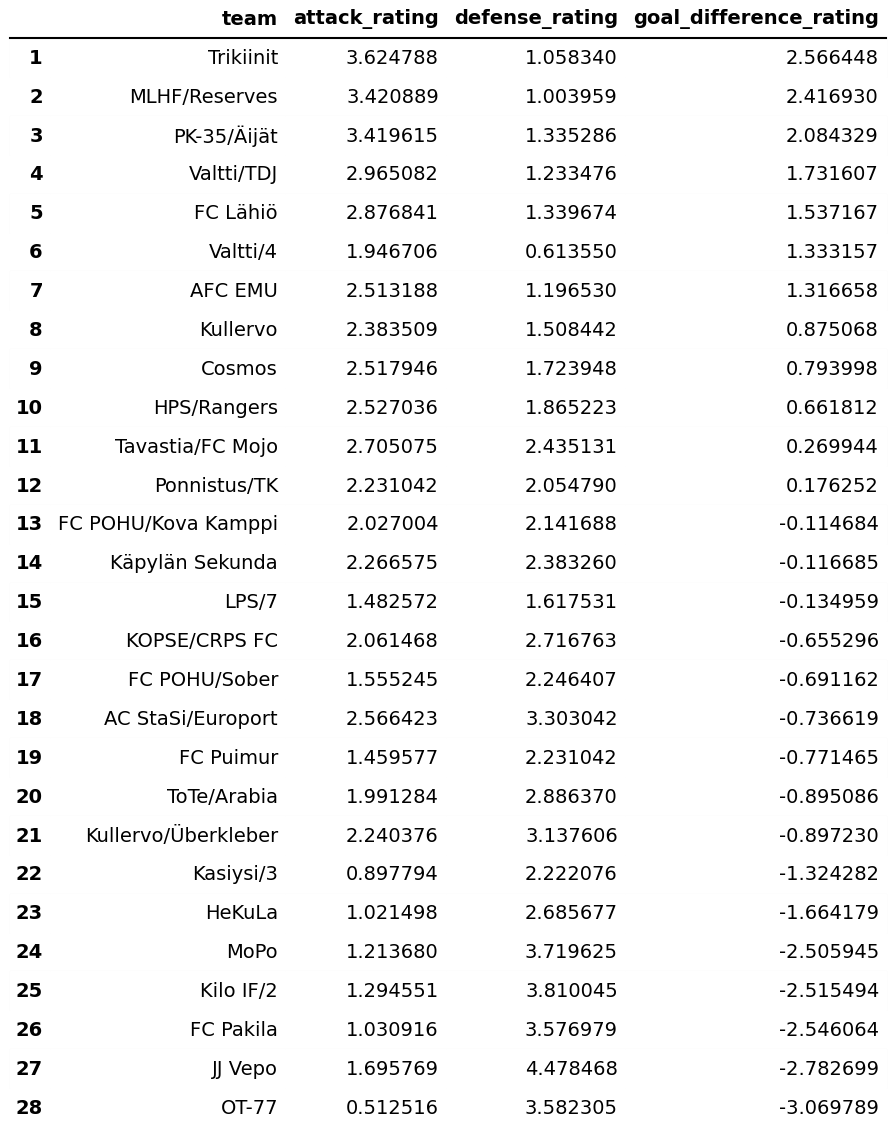 team attack_rating defense_rating goal_difference_rating
1 Trikiinit 3.624788 1.058340 2.566448
2 MLHF/Reserves 3.420889 1.003959 2.416930
3 PK-35/Äijät 3.419615 1.335286 2.084329
4 Valtti/TDJ 2.965082 1.233476 1.731607
5 FC Lähiö 2.876841 1.339674 1.537167
6 Valtti/4 1.946706 0.613550 1.333157
7 AFC EMU 2.513188 1.196530 1.316658
8 Kullervo 2.383509 1.508442 0.875068
9 Cosmos 2.517946 1.723948 0.793998
10 HPS/Rangers 2.527036 1.865223 0.661812
11 Tavastia/FC Mojo 2.705075 2.435131 0.269944
12 Ponnistus/TK 2.231042 2.054790 0.176252
13 FC POHU/Kova Kamppi 2.027004 2.141688 -0.114684
14 Käpylän Sekunda 2.266575 2.383260 -0.116685
15 LPS/7 1.482572 1.617531 -0.134959
16 KOPSE/CRPS FC 2.061468 2.716763 -0.655296
17 FC POHU/Sober 1.555245 2.246407 -0.691162
18 AC StaSi/Europort 2.566423 3.303042 -0.736619
19 FC Puimur 1.459577 2.231042 -0.771465
20 ToTe/Arabia 1.991284 2.886370 -0.895086
21 Kullervo/Überkleber 2.240376 3.137606 -0.897230
22 Kasiysi/3 0.897794 2.222076 -1.324282
23 HeKuLa 1.021498 2.685677 -1.664179
24 MoPo 1.213680 3.719625 -2.505945
25 Kilo IF/2 1.294551 3.810045 -2.515494
26 FC Pakila 1.030916 3.576979 -2.546064
27 JJ Vepo 1.695769 4.478468 -2.782699
28 OT-77 0.512516 3.582305 -3.069789